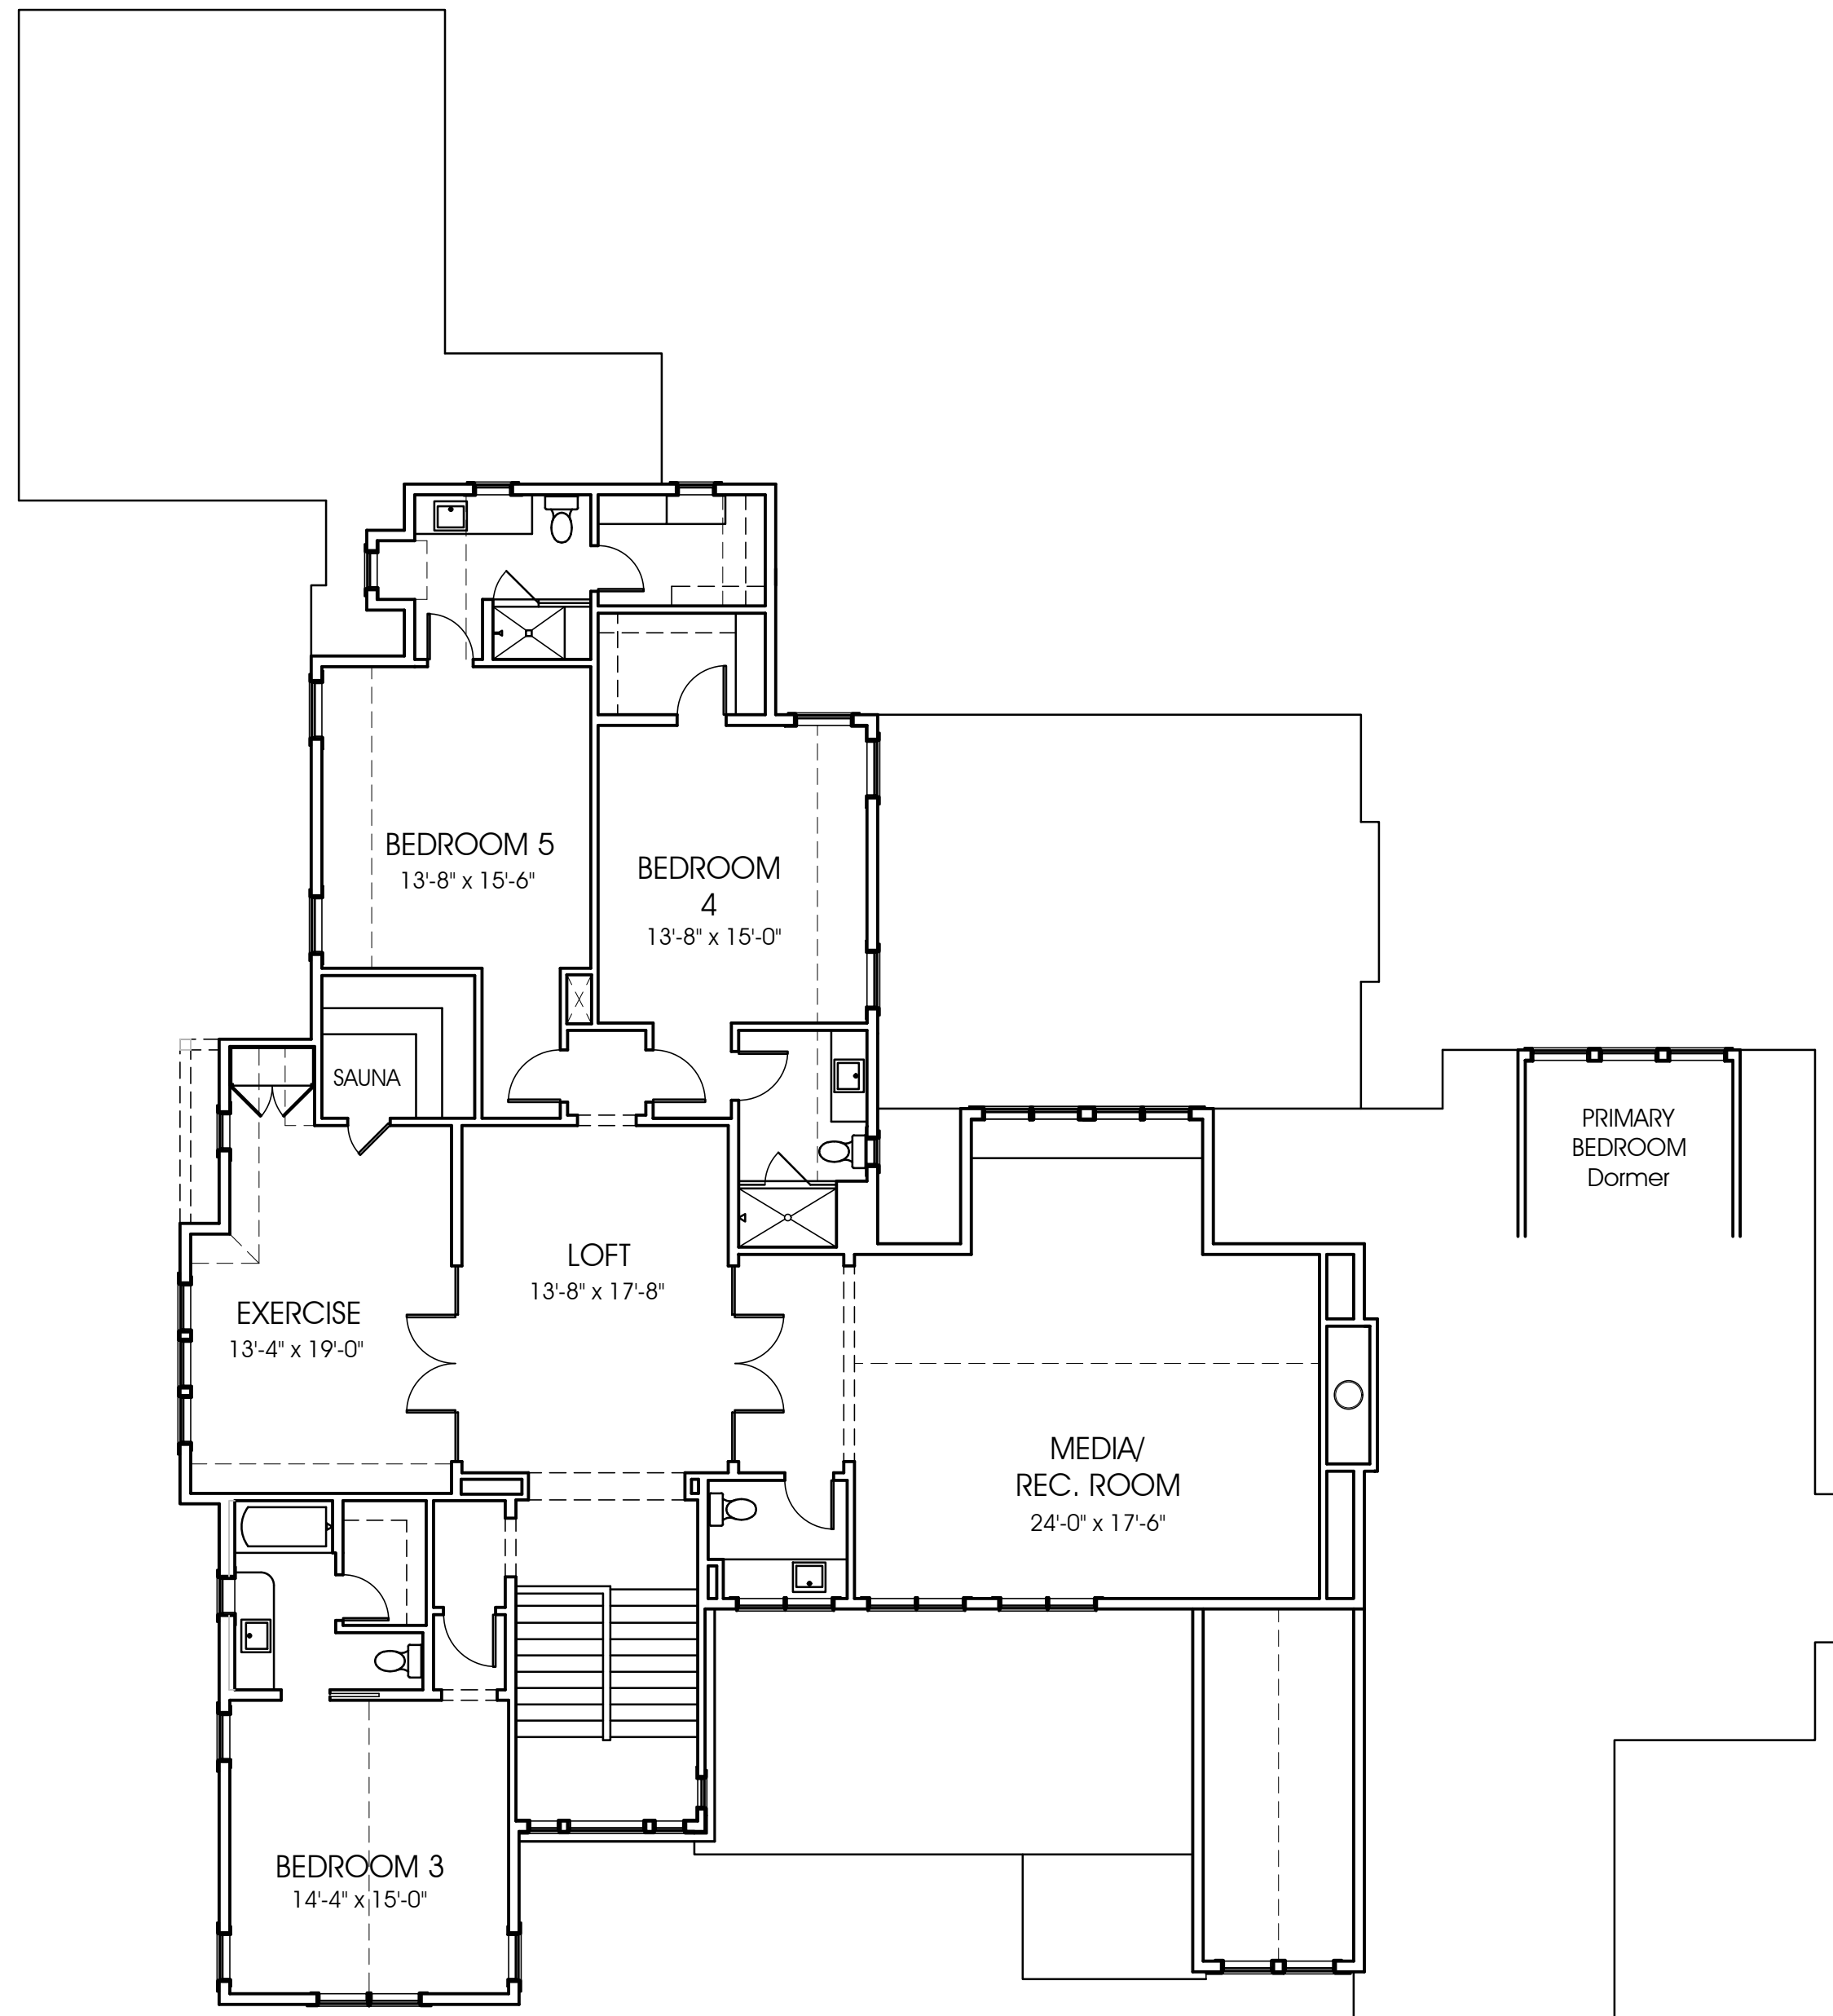 BEDROOM 5
13'-8" x 15'-6"
BEDROOM
4
13'-8" x 15'-0"
SAUNA
PRIMARY
BEDROOM
Dormer
LOFT
13'-8" x 17'-8"
EXERCISE
13'-4" x 19'-0"
MEDIA/
REC. ROOM
24'-0" x 17'-6"
BEDROOM 3
14'-4" x 15'-0"